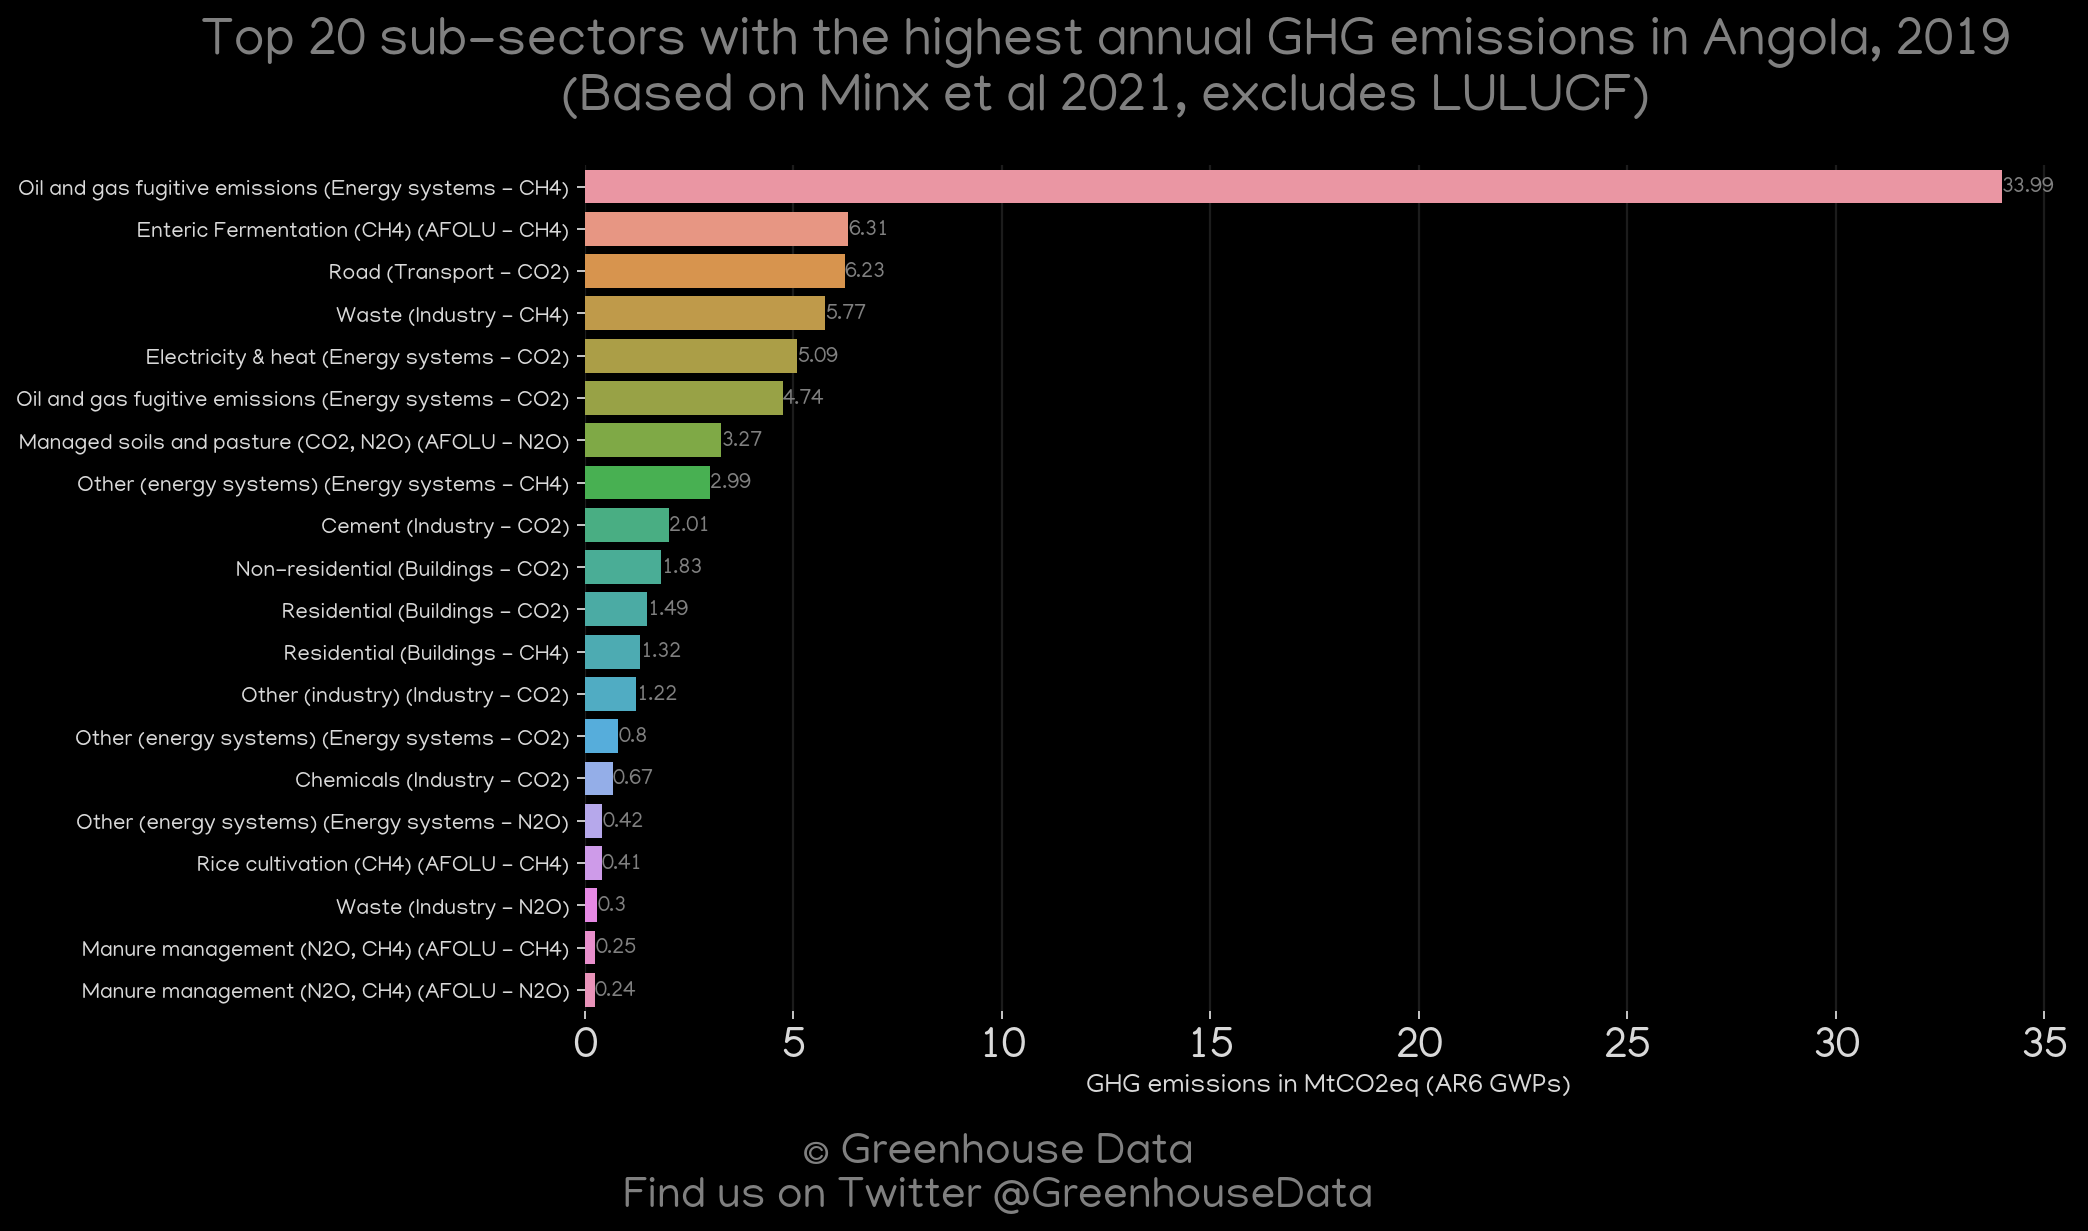 Top 20 sub-sectors with the highest annual GHG emissions in Angola, 2019
(Based on Minx et al 2021, excludes LULUCF)
Oil and gas fugitive emissions (Energy systems - CH4) 33.99
Enteric Fermentation (CH4) (AFOLU - CH4) 6.31
Road (Transport - CO2) 6.23
Waste (Industry - CH4) 5.77
Electricity & heat (Energy systems - CO2) 5.09
Oil and gas fugitive emissions (Energy systems - CO2) 4.74
Managed soils and pasture (CO2, N2O) (AFOLU - N2O) 3.27
Other (energy systems) (Energy systems - CH4) 2.99
Cement (Industry - CO2) 2.01
Non-residential (Buildings - CO2) 1.83
Residential (Buildings - CO2) 1.49
Residential (Buildings - CH4) 1.32
Other (industry) (Industry - CO2) 1.22
Other (energy systems) (Energy systems - CO2) 0.8
Chemicals (Industry - CO2) 0.67
Other (energy systems) (Energy systems - N2O) 0.42
Rice cultivation (CH4) (AFOLU - CH4) 0.41
Waste (Industry - N2O) 0.3
Manure management (N2O, CH4) (AFOLU - CH4) 0.25
Manure management (N2O, CH4) (AFOLU - N2O) 0.24
0 5 10 15 20 25 30 35
GHG emissions in MtCO2eq (AR6 GWPs)
© Greenhouse Data
Find us on Twitter @GreenhouseData